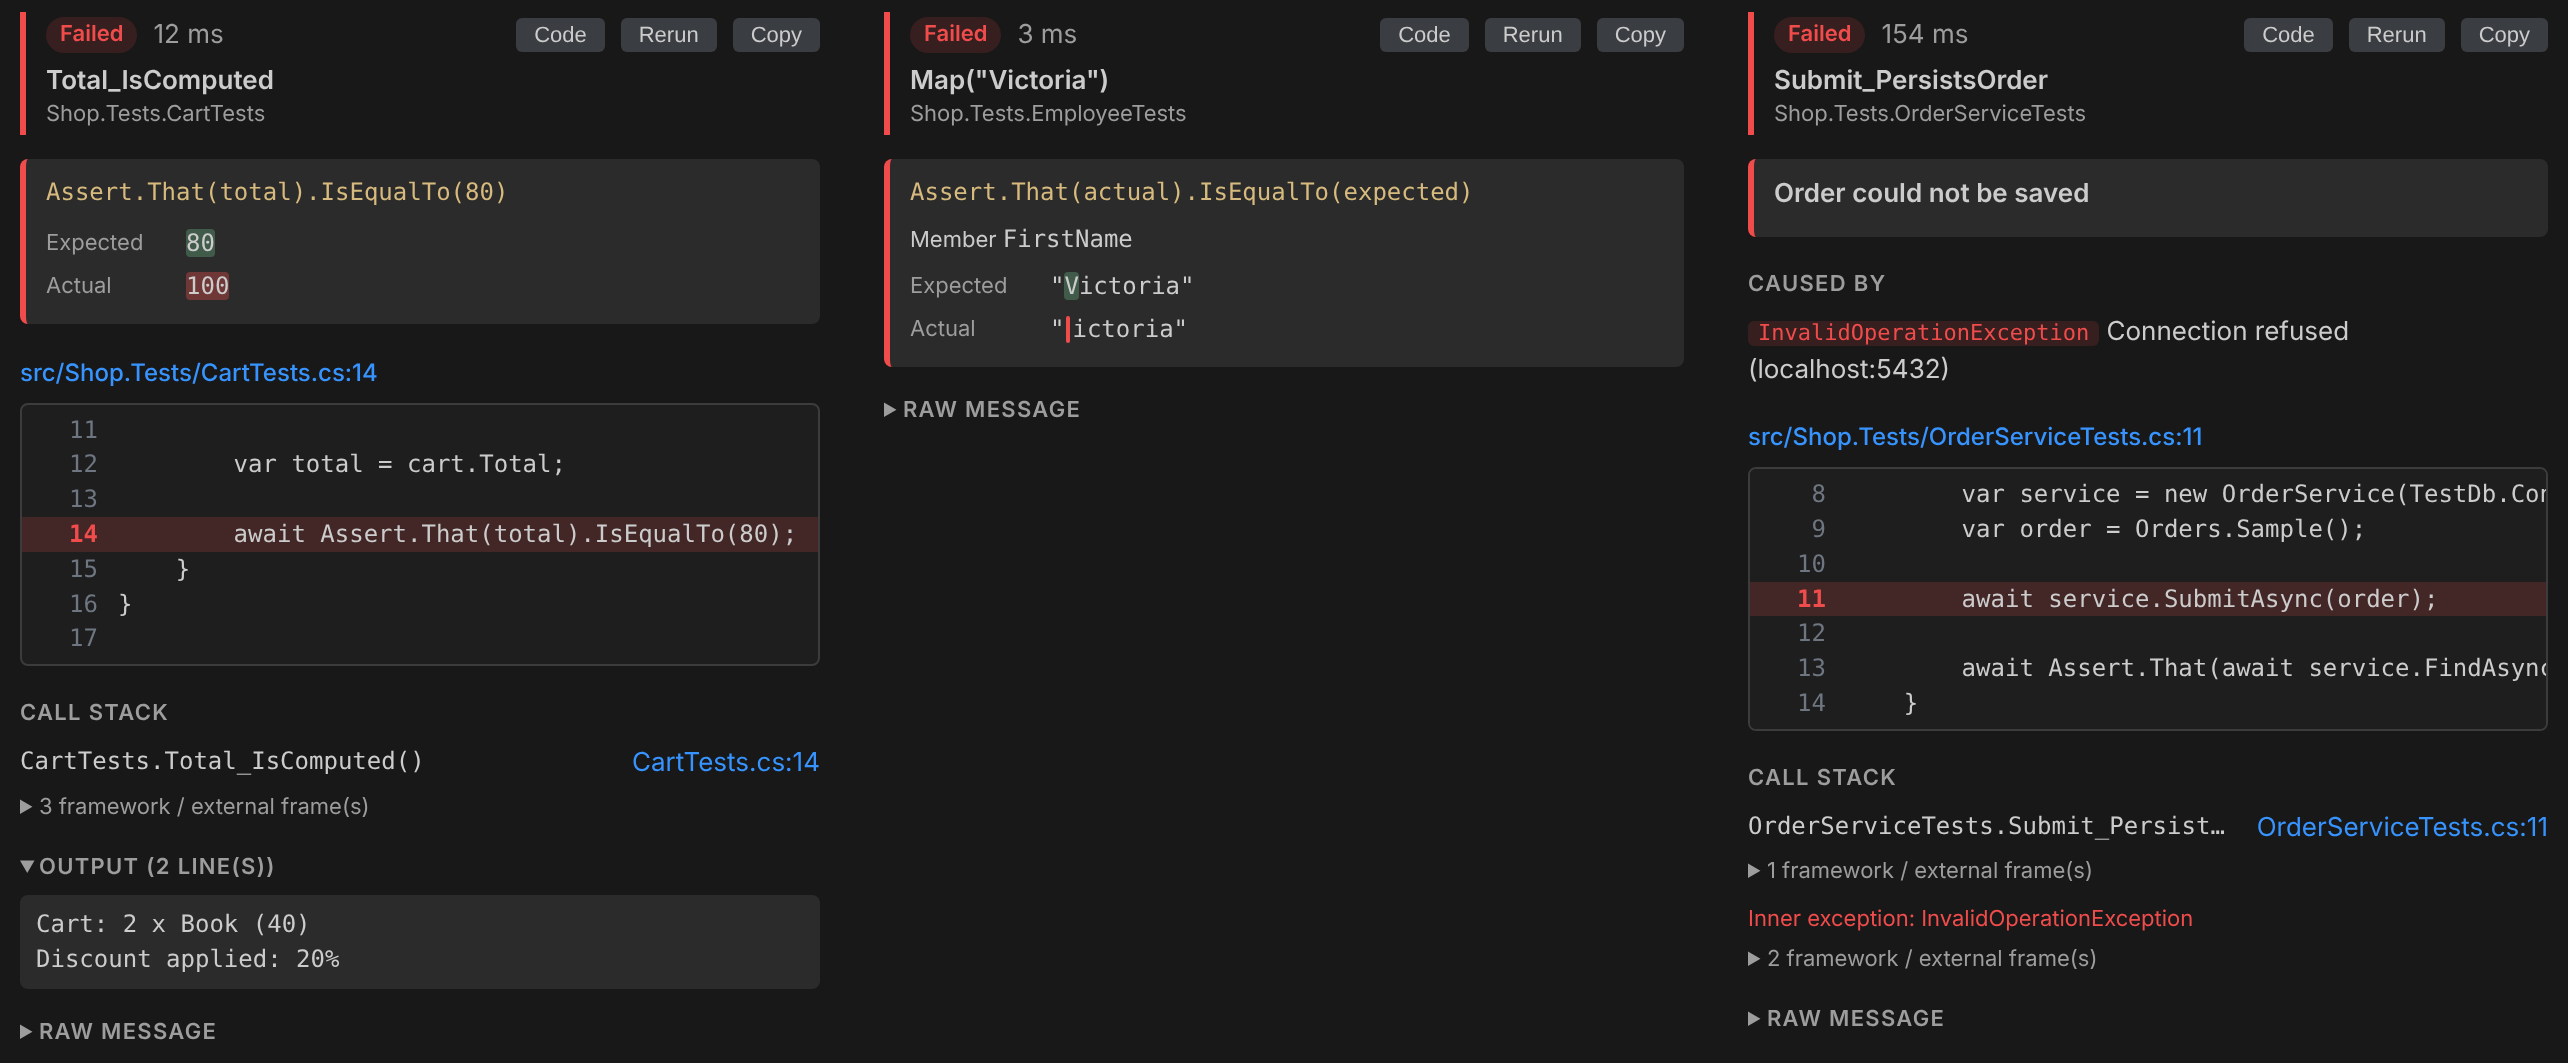 Failed 12 ms Code Rerun Copy
Total_IsComputed
Shop.Tests.CartTests
Assert.That(total).IsEqualTo(80)
Expected 80
Actual 100
src/Shop.Tests/CartTests.cs:14
11
12 var total = cart.Total;
13
14 await Assert.That(total).IsEqualTo(80);
15 }
16 }
17
CALL STACK
CartTests.Total_IsComputed() CartTests.cs:14
3 framework / external frame(s)
OUTPUT (2 LINE(S))
Cart: 2 x Book (40)
Discount applied: 20%
RAW MESSAGE
Failed 3 ms Code Rerun Copy
Map("Victoria")
Shop.Tests.EmployeeTests
Assert.That(actual).IsEqualTo(expected)
Member FirstName
Expected "Victoria"
Actual "ictoria"
RAW MESSAGE
Failed 154 ms Code Rerun Copy
Submit_PersistsOrder
Shop.Tests.OrderServiceTests
Order could not be saved
CAUSED BY
InvalidOperationException Connection refused
(localhost:5432)
src/Shop.Tests/OrderServiceTests.cs:11
8 var service = new OrderService(TestDb.Con
9 var order = Orders.Sample();
10
11 await service.SubmitAsync(order);
12
13 await Assert.That(await service.FindAsync
14 }
CALL STACK
OrderServiceTests.Submit_Persist… OrderServiceTests.cs:11
1 framework / external frame(s)
Inner exception: InvalidOperationException
2 framework / external frame(s)
RAW MESSAGE